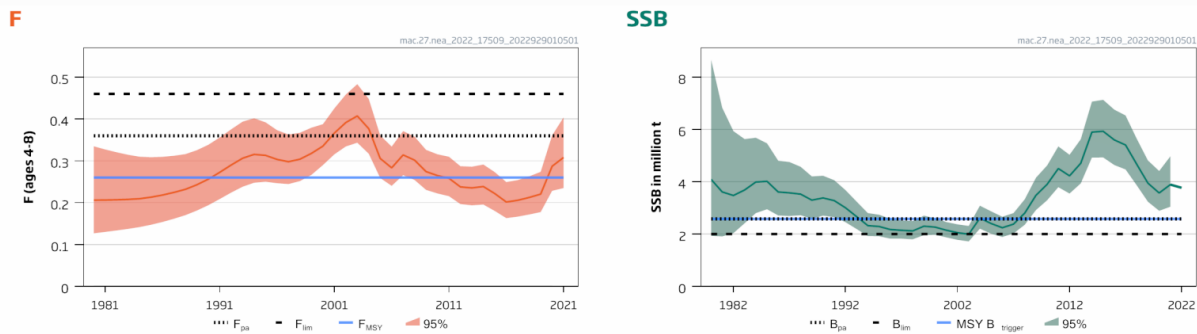 F
mac.27.nea_2022_17509_2022929010501
F(ages 4-8)
0.5
0.4
0.3
0.2
0.1
0
1981 1991 2001 2011 2021
Fpa Flim FMSY 95%
SSB
mac.27.nea_2022_17509_2022929010501
SSB in million t
8
6
4
2
0
1982 1992 2002 2012 2022
Bpa Blim MSY Btrigger 95%